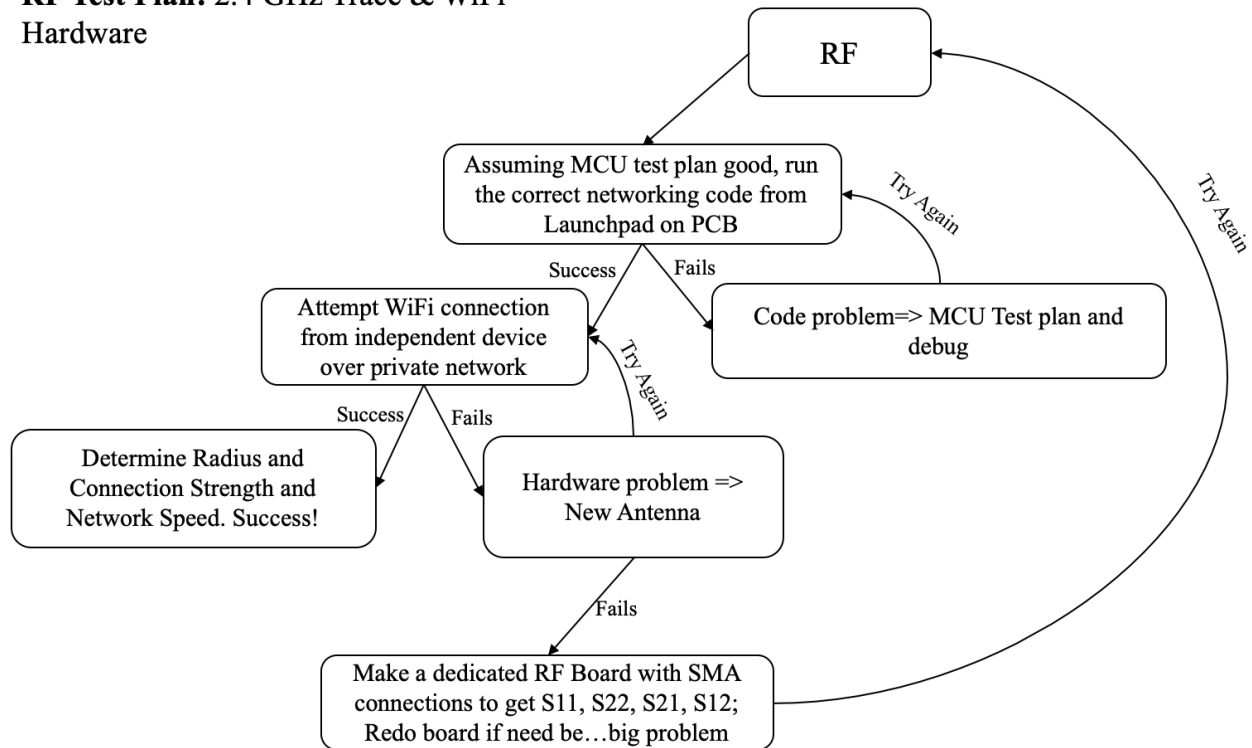 RF Test Plan: 2.4 GHz Trace & WiFi
Hardware
RF
Assuming MCU test plan good, run
the correct networking code from
Launchpad on PCB
Try Again
Try Again
Success
Fails
Attempt WiFi connection
from independent device
over private network
Code problem=> MCU Test plan and
debug
Try Again
Success
Fails
Determine Radius and
Connection Strength and
Network Speed. Success!
Hardware problem =>
New Antenna
Fails
Make a dedicated RF Board with SMA
connections to get S11, S22, S21, S12;
Redo board if need be…big problem